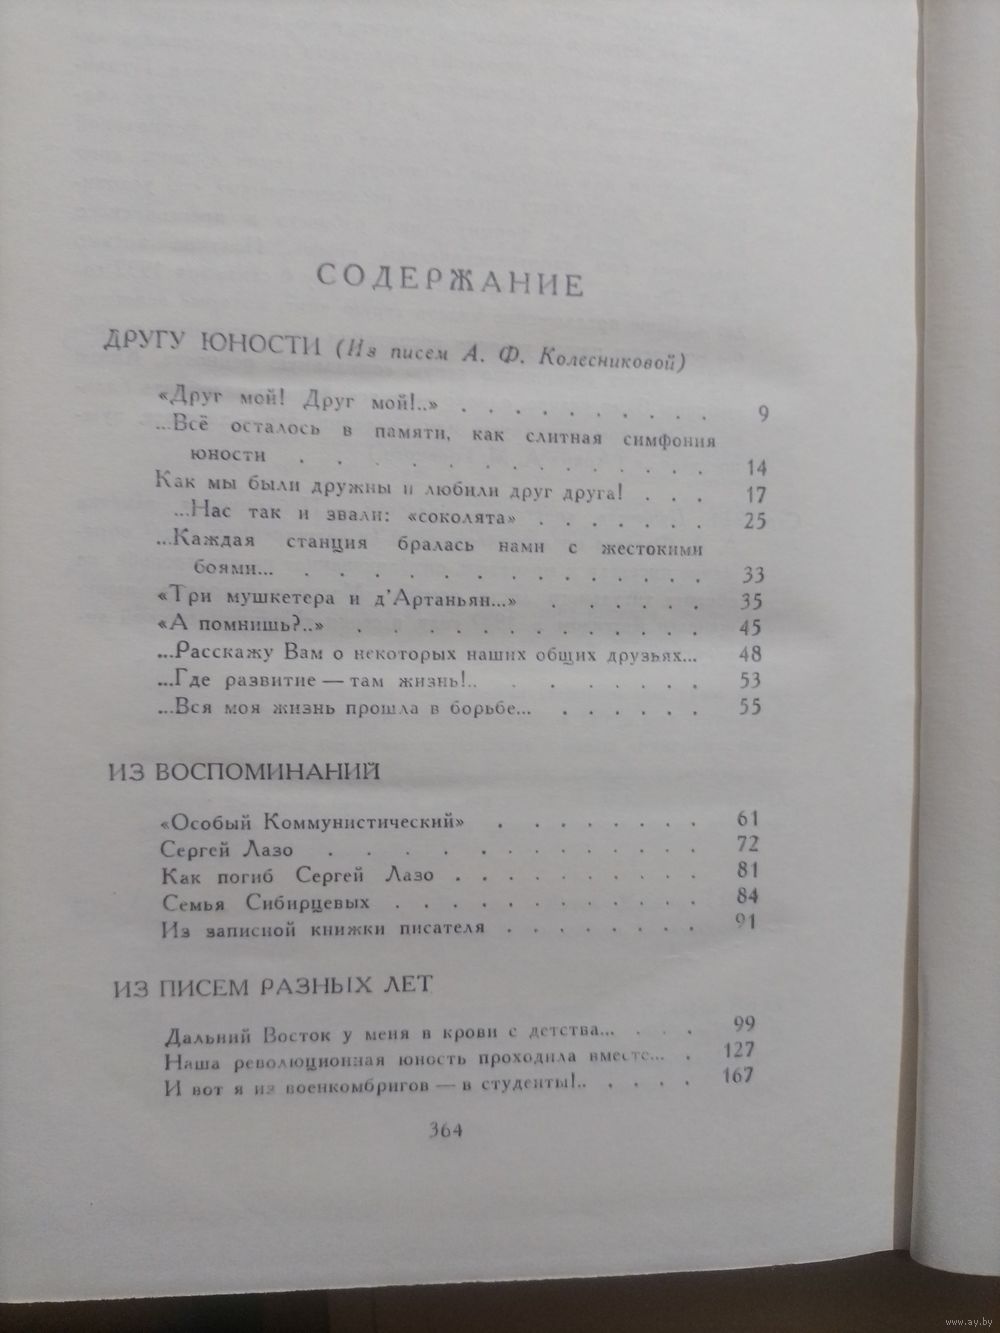 СОДЕРЖАНИЕ
ДРУГУ ЮНОСТИ (Из писем А. Ф. Колесниковой)
«Друг мой! Друг мой!..» . . . . . . . . . . 9
...Всё осталось в памяти, как слитная симфония
юности . . . . . . . . . . . . 14
Как мы были дружны и любили друг друга! . . . 17
...Нас так и звали: «соколята» . . . . . . . 25
...Каждая станция бралась нами с жестокими
боями... . . . . . . . . . . . . 33
«Три мушкетера и д’Артаньян...» . . . . . . 35
«А помнишь?..» . . . . . . . . . . 45
...Расскажу Вам о некоторых наших общих друзьях... 48
...Где развитие — там жизнь!.. . . . . . . 53
...Вся моя жизнь прошла в борьбе... . . . . . . 55
ИЗ ВОСПОМИНАНИЙ
«Особый Коммунистический» . . . . . . . . 61
Сергей Лазо . . . . . . . . . . . 72
Как погиб Сергей Лазо . . . . . . . . . . 81
Семья Сибирцевых . . . . . . . . . . . 84
Из записной книжки писателя . . . . . . . . 91
ИЗ ПИСЕМ РАЗНЫХ ЛЕТ
Дальний Восток у меня в крови с детства... . . . 99
Наша революционная юность проходила вместе... . 127
И вот я из военкомбригов — в студенты!.. . . . . 167
364
www.ay.by